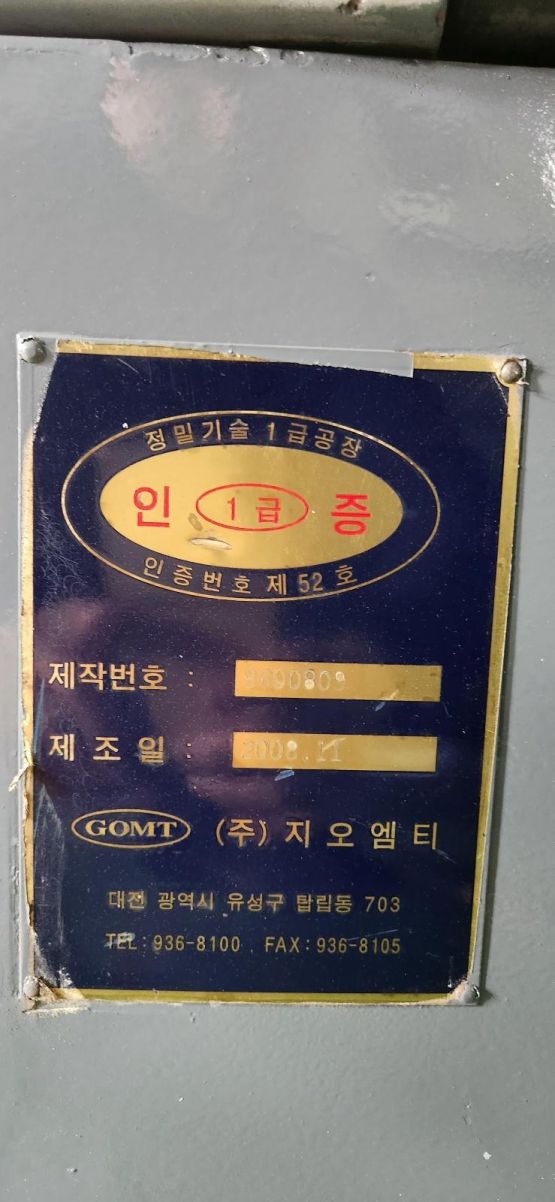 정밀기술 1급공장
인 1급 증
인증번호 제 52 호
제작번호 :
제 조 일 : 2008.11
GOMT (주) 지 오 엠 티
대전 광역시 유성구 탑립동 703
TEL : 936-8100 FAX : 936-8105